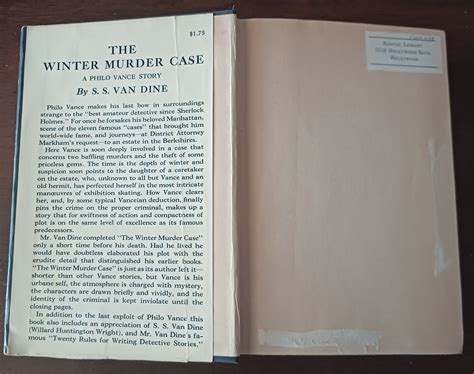 $1.75
THE
WINTER MURDER CASE
A PHILO VANCE STORY
By S. S. VAN DINE
Philo Vance makes his last bow in surroundings
strange to the "best amateur detective since Sherlock
Holmes." For once he forsakes his beloved Manhattan,
scene of the eleven famous "cases" that brought him
world-wide fame, and journeys—at District Attorney
Markham's request—to an estate in the Berkshires.
Here Vance is soon deeply involved in a case that
concerns two baffling murders and the theft of some
priceless gems. The time is the depth of winter and
suspicion soon points to the daughter of a caretaker
on the estate, who, unknown to all but Vance and an
old hermit, has perfected herself in the most intricate
manœuvres of exhibition skating. How Vance clears
her, and, by some typical Vanceian deduction, finally
pins the crime on the proper criminal, makes up a
story that for swiftness of action and compactness of
plot is on the same level of excellence as its famous
predecessors.
Mr. Van Dine completed "The Winter Murder Case"
only a short time before his death. Had he lived he
would have doubtless elaborated his plot with the
erudite detail that distinguished his earlier books.
"The Winter Murder Case" is just as its author left it—
shorter than other Vance stories, but Vance is his
urbane self, the atmosphere is charged with mystery,
the characters are drawn briefly and vividly, and the
identity of the criminal is kept inviolate until the
closing pages.
In addition to the last exploit of Philo Vance this
book also includes an appreciation of S. S. Van Dine
(Willard Huntington Wright), and Mr. Van Dine's fa-
mous "Twenty Rules for Writing Detective Stories."
Rental Library
Hollywood Blvd.
Hollywood